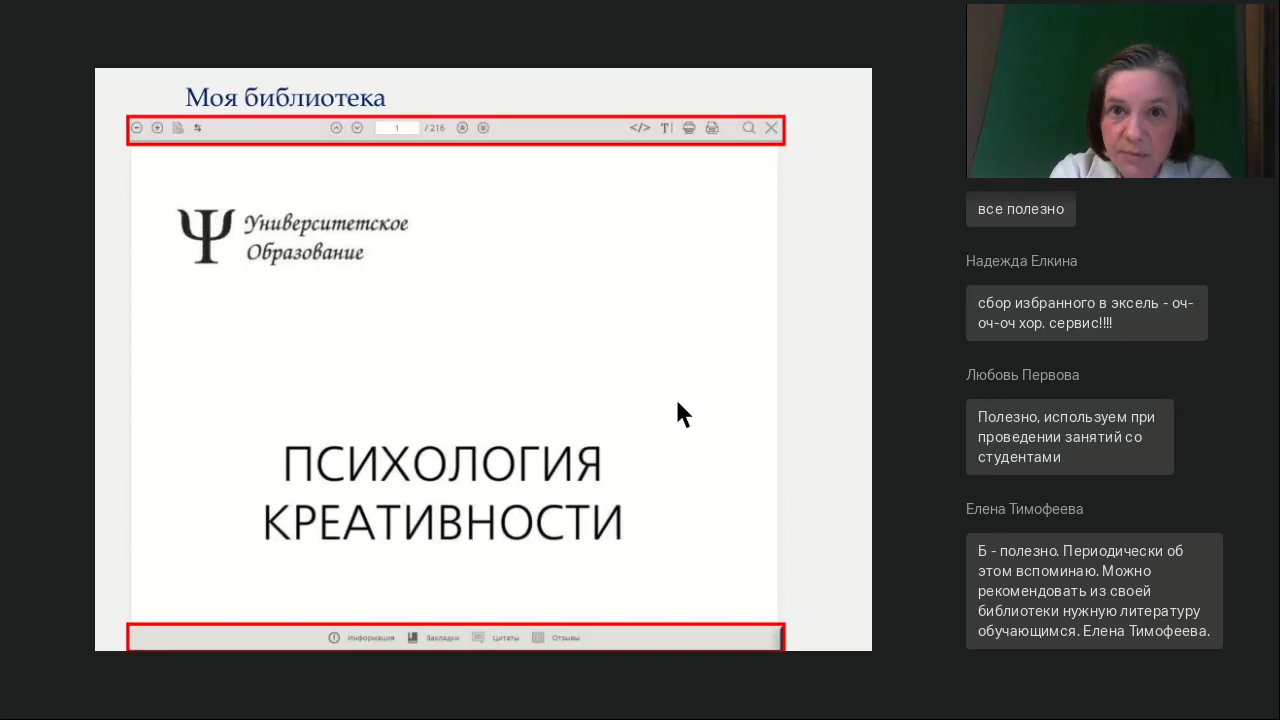 Моя библиотека
1 / 216
</> T|
Университетское
Образование
ПСИХОЛОГИЯ
КРЕАТИВНОСТИ
Информация Закладки Цитаты Отзывы
все полезно
Надежда Елкина
сбор избранного в эксель - оч-
оч-оч хор. сервис!!!!
Любовь Первова
Полезно, используем при
проведении занятий со
студентами
Елена Тимофеева
Б - полезно. Периодически об
этом вспоминаю. Можно
рекомендовать из своей
библиотеки нужную литературу
обучающимся. Елена Тимофеева.